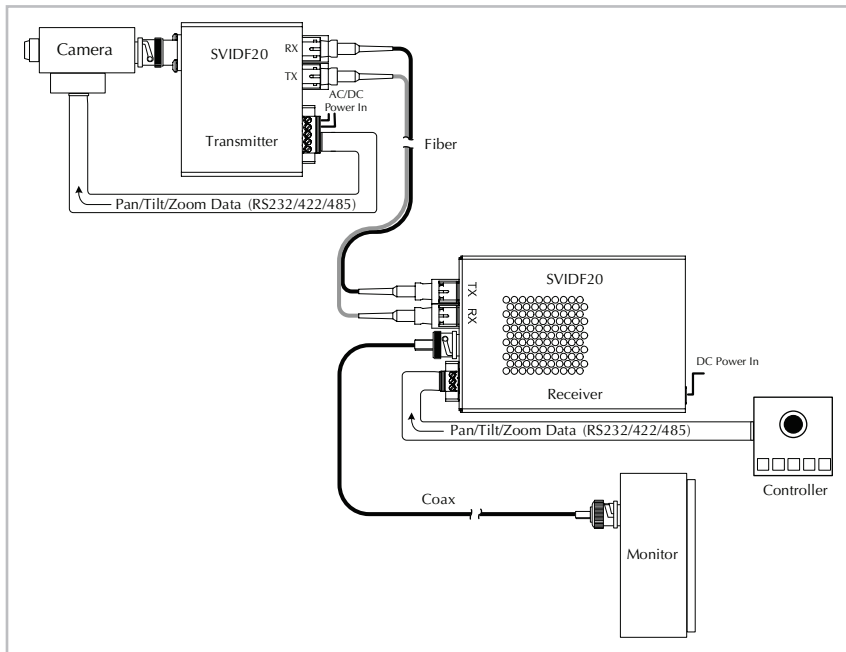 Camera
SVIDF20
RX
TX
AC/DC
Power In
Transmitter
Fiber
Pan/Tilt/Zoom Data (RS232/422/485)
SVIDF20
TX
RX
DC Power In
Receiver
Pan/Tilt/Zoom Data (RS232/422/485)
Controller
Coax
Monitor